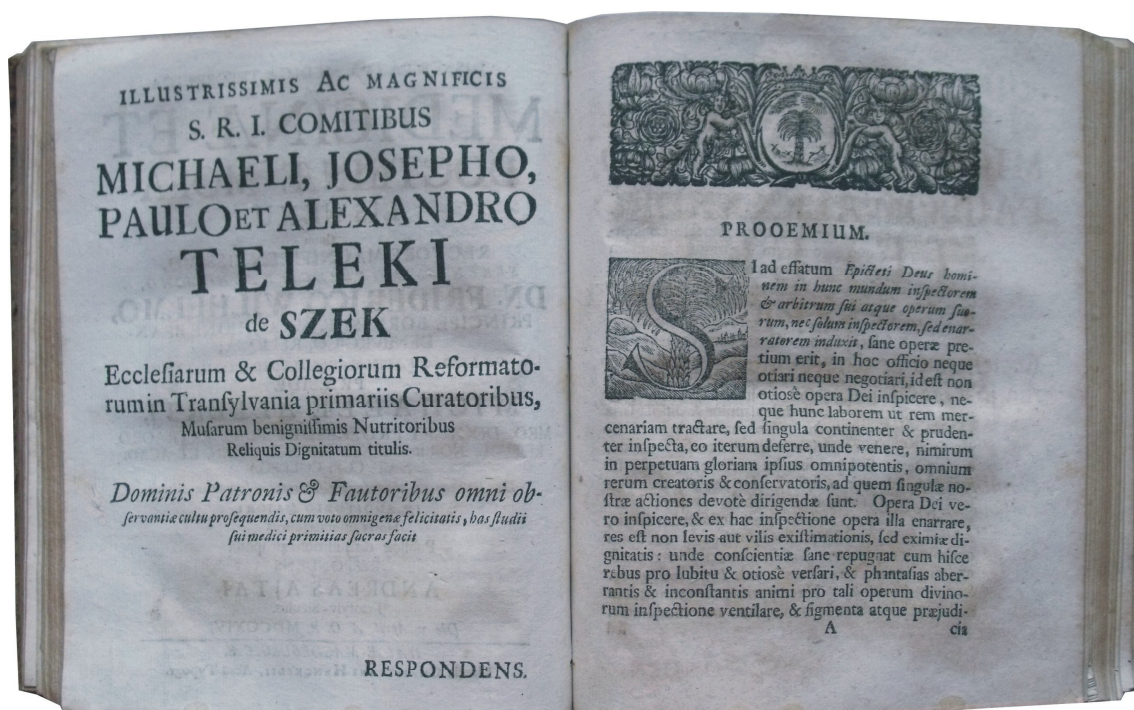 ILLUSTRISSIMIS AC MAGNIFICIS
S. R. I. COMITIBUS
MICHAELI, JOSEPHO,
PAULO ET ALEXANDRO
TELEKI
de SZEK
Eccleſiarum & Collegiorum Reformato-
rum in Tranſylvania primariis Curatoribus,
Muſarum benigniſſimis Nutritoribus
Reliquis Dignitatum titulis.
Dominis Patronis & Fautoribus omni ob-
ſervantiæ cultu proſequendis, cum voto omnigenæ felicitatis, has ſtudii
ſui medici primitias ſacras facit
RESPONDENS.
PROOEMIUM.
SI ad effatum Epicteti Deus homi-
nem in hunc mundum inſpectorem
& arbitrum ſui atque operum ſuo-
rum, nec ſolum inſpectorem, ſed enar-
ratorem induxit, ſane operæ pre-
tium erit, in hoc officio neque
otiari neque negotiari, id eſt non
otiosè opera Dei inſpicere, ne-
que hunc laborem ut rem mer-
cenariam tractare, ſed ſingula continenter & pruden-
ter inſpecta, eo iterum deferre, unde venere, nimirum
in perpetuam gloriam ipſius omnipotentis, omnium
rerum creatoris & conſervatoris, ad quem ſingulæ no-
ſtræ actiones devotè dirigendæ ſunt. Opera Dei ve-
ro inſpicere, & ex hac inſpectione opera illa enarrare,
res eſt non levis aut vilis exiſtimationis, ſed eximiæ di-
gnitatis: unde conſcientiæ ſane repugnat cum hiſce
rebus pro lubitu & otiosè verſari, & phantaſias aber-
rantis & inconſtantis animi pro tali operum divino-
rum inſpectione ventilare, & figmenta atque præjudi-
A cia